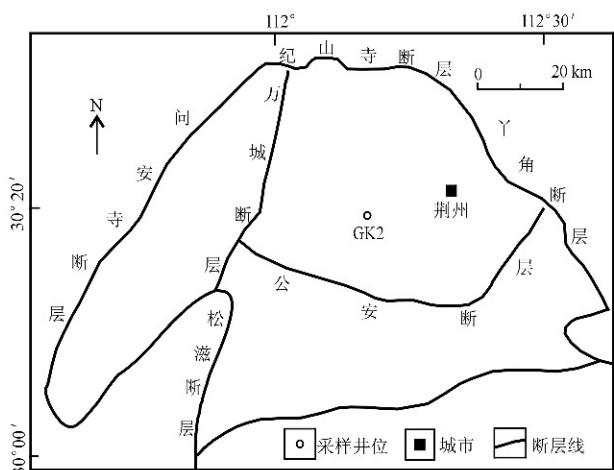 112°
112°30′
纪山寺断层
0 20 km
N
万城断层
问安寺断层
丫角断层
30°20′
荆州
GK2
公安断层
松滋断层
30°00′
采样井位
城市
断层线